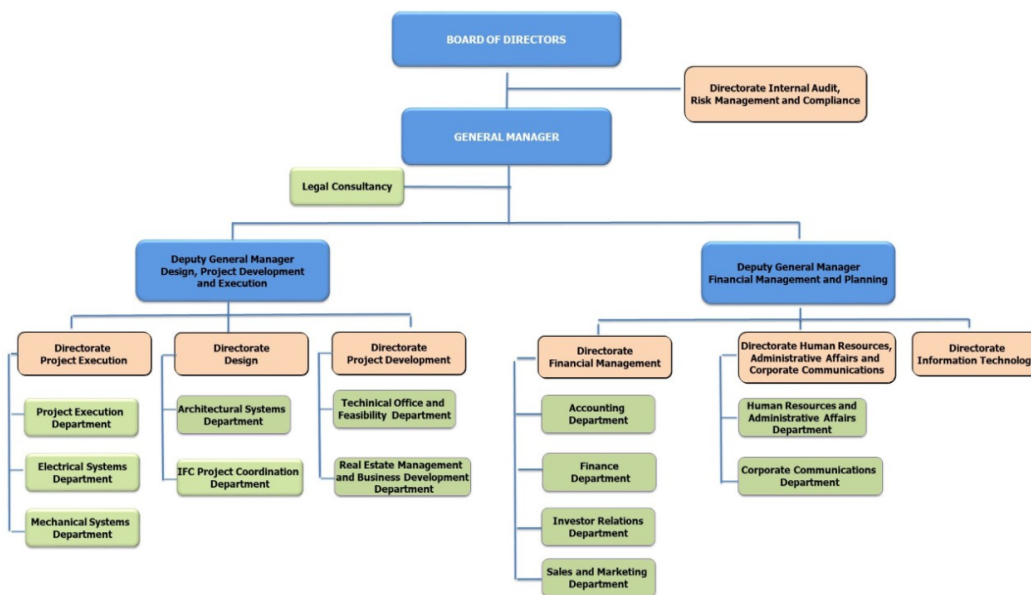 BOARD OF DIRECTORS
Directorate Internal Audit,
Risk Management and Compliance
GENERAL MANAGER
Legal Consultancy
Deputy General Manager
Design, Project Development
and Execution
Deputy General Manager
Financial Management and Planning
Directorate
Project Execution
Directorate
Design
Directorate
Project Development
Directorate
Financial Management
Directorate Human Resources,
Administrative Affairs and
Corporate Communications
Directorate
Information Technolog
Project Execution
Department
Architectural Systems
Department
Techinical Office and
Feasibility Department
Accounting
Department
Human Resources and
Administrative Affairs
Department
Electrical Systems
Department
IFC Project Coordination
Department
Real Estate Management
and Business Development
Department
Finance
Department
Corporate Communications
Department
Mechanical Systems
Department
Investor Relations
Department
Sales and Marketing
Department